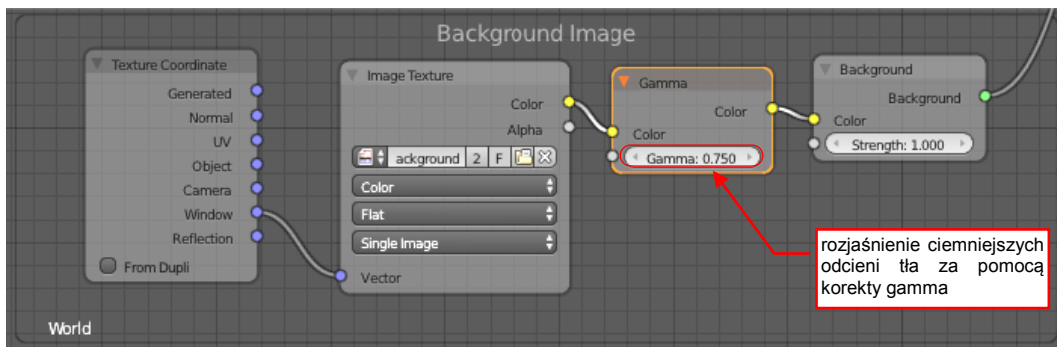 Background Image
Texture Coordinate
Generated
Normal
UV
Object
Camera
Window
Reflection
From Dupli
Image Texture
Color
Alpha
ackground 2 F
Color
Flat
Single Image
Vector
Gamma
Color
Color
Gamma: 0.750
Background
Background
Color
Strength: 1.000
rozjaśnienie ciemniejszych
odcieni tła za pomocą
korekty gamma
World